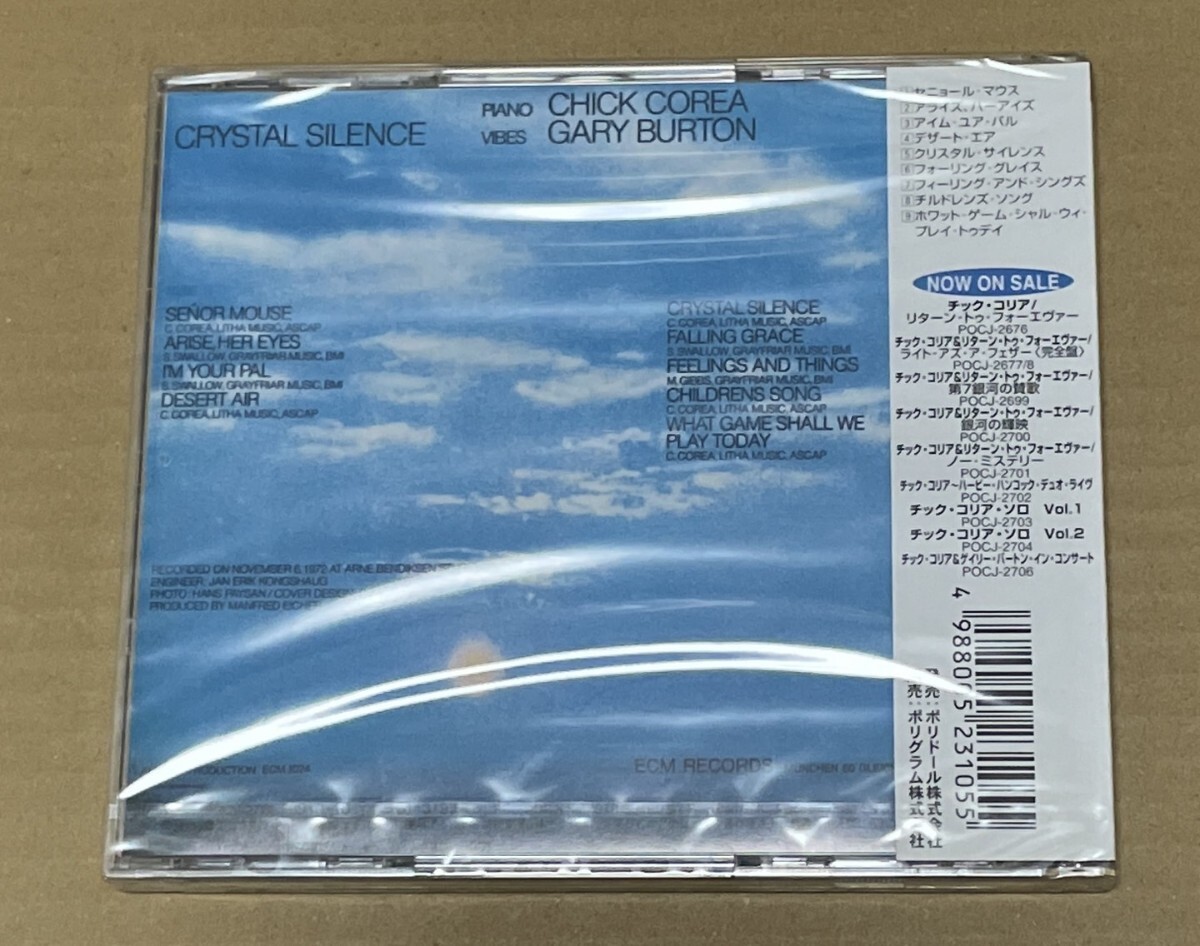 CRYSTAL SILENCE
PIANO CHICK COREA
VIBES GARY BURTON
SEÑOR MOUSE
C. COREA, LITHA MUSIC, ASCAP
ARISE, HER EYES
S. SWALLOW, GRAYFRIAR MUSIC, BMI
I'M YOUR PAL
S. SWALLOW, GRAYFRIAR MUSIC, BMI
DESERT AIR
C. COREA, LITHA MUSIC, ASCAP
CRYSTAL SILENCE
C. COREA, LITHA MUSIC, ASCAP
FALLING GRACE
S. SWALLOW, GRAYFRIAR MUSIC, BMI
FEELINGS AND THINGS
M. GIBBS, GRAYFRIAR MUSIC, BMI
CHILDRENS SONG
C. COREA, LITHA MUSIC, ASCAP
WHAT GAME SHALL WE
PLAY TODAY
C. COREA, LITHA MUSIC, ASCAP
RECORDED ON NOVEMBER 6, 1972 AT ARNE BENDIKSEN
ENGINEER: JAN ERIK KONGSHAUG
PHOTO: HANS PAYSAN / COVER DESIGN:
PRODUCED BY MANFRED EICHER
PRODUCTION ECM 1024
ECM RECORDS MÜNCHEN 60
1 セニョール・マウス
2 アライズ、ハー・アイズ
3 アイム・ユア・パル
4 デザート・エア
5 クリスタル・サイレンス
6 フォーリング・グレイス
7 フィーリング・アンド・シングズ
8 チルドレンズ・ソング
9 ホワット・ゲーム・シャル・ウィ・
プレイ・トゥデイ
NOW ON SALE
チック・コリア/
リターン・トゥ・フォーエヴァー
POCJ-2676
チック・コリア&リターン・トゥ・フォーエヴァー/
ライト・アズ・ア・フェザー〈完全盤〉
POCJ-2677/8
チック・コリア&リターン・トゥ・フォーエヴァー/
第7銀河の賛歌
POCJ-2699
チック・コリア&リターン・トゥ・フォーエヴァー/
銀河の輝映
POCJ-2700
チック・コリア&リターン・トゥ・フォーエヴァー/
ノー・ミステリー
POCJ-2701
チック・コリア〜ハービー・ハンコック・デュオ・ライヴ
POCJ-2702
チック・コリア・ソロ Vol.1
POCJ-2703
チック・コリア・ソロ Vol.2
POCJ-2704
チック・コリア&ゲイリー・バートン・イン・コンサート
POCJ-2706
4 988005 231055
発売:ポリドール株式会社
販売:ポリグラム株式会社